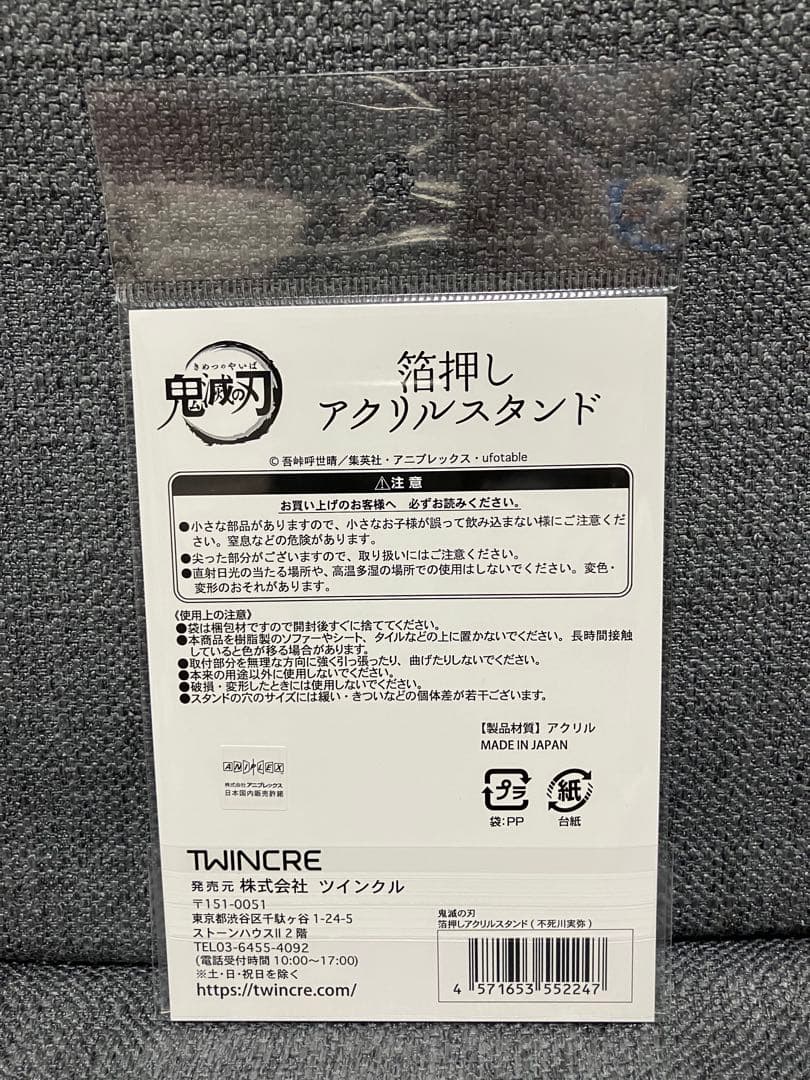 きめつのやいば
鬼滅の刃
箔押し
アクリルスタンド
© 吾峠呼世晴／集英社・アニプレックス・ufotable
⚠注意
お買い上げのお客様へ 必ずお読みください。
●小さな部品がありますので、小さなお子様が誤って飲み込まない様にご注意くだ
さい。窒息などの危険があります。
●尖った部分がございますので、取り扱いにはご注意ください。
●直射日光の当たる場所や、高温多湿の場所での使用はしないでください。変色・
変形のおそれがあります。
《使用上の注意》
●袋は梱包材ですので開封後すぐに捨ててください。
●本商品を樹脂製のソファーやシート、タイルなどの上に置かないでください。長時間接触
していると色が移る場合があります。
●取付部分を無理な方向に強く引っ張ったり、曲げたりしないでください。
●本来の用途以外に使用しないでください。
●破損・変形したときには使用しないでください。
●スタンドの穴のサイズには緩い・きついなどの個体差が若干ございます。
【製品材質】アクリル
MADE IN JAPAN
ANIPLEX
株式会社アニプレックス
日本国内販売許諾
プラ
袋:PP
紙
台紙
TWINCRE
発売元 株式会社 ツインクル
〒151-0051
東京都渋谷区千駄ヶ谷 1-24-5
ストーンハウスII 2 階
TEL03-6455-4092
(電話受付時間 10:00～17:00)
※土・日・祝日を除く
https://twincre.com/
鬼滅の刃
箔押しアクリルスタンド ( 不死川実弥 )
4 571653 552247